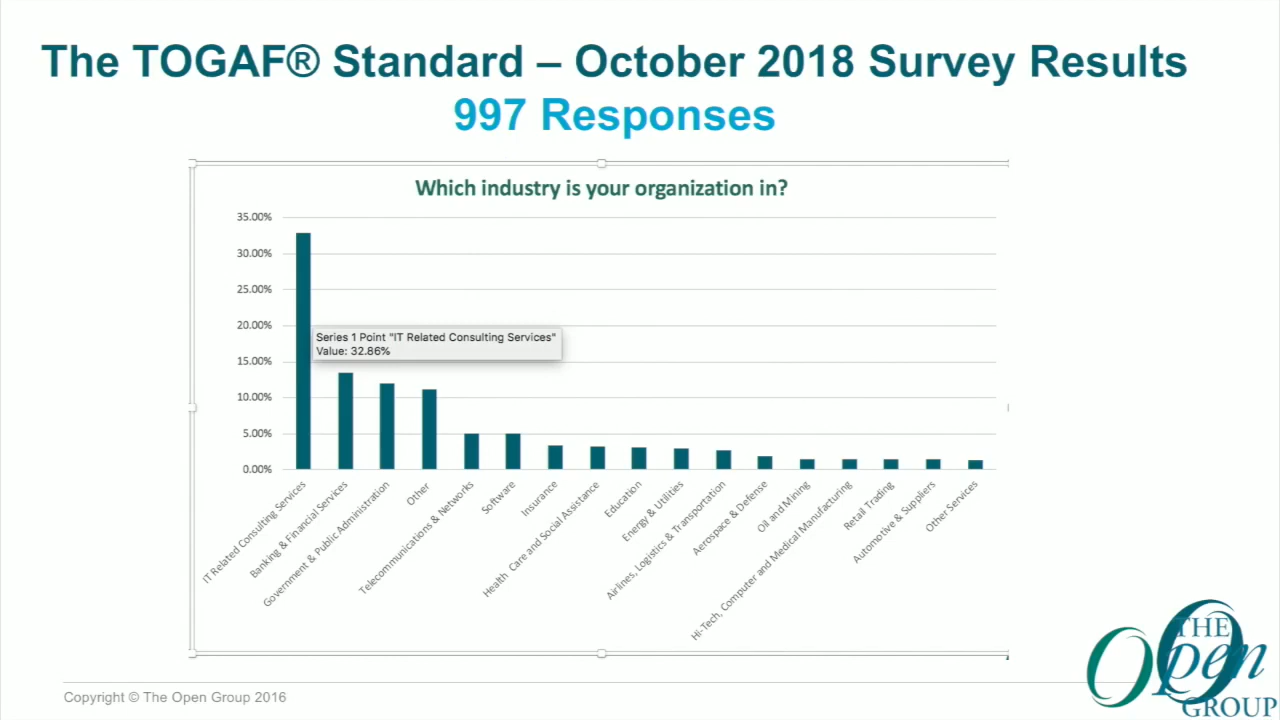 The TOGAF® Standard – October 2018 Survey Results
997 Responses
Which industry is your organization in?
35.00%
30.00%
25.00%
20.00%
15.00%
10.00%
5.00%
0.00%
Series 1 Point "IT Related Consulting Services"
Value: 32.86%
IT Related Consulting Services
Banking & Financial Services
Government & Public Administration
Other
Telecommunications & Networks
Software
Insurance
Health Care and Social Assistance
Education
Energy & Utilities
Airlines, Logistics & Transportation
Aerospace & Defense
Oil and Mining
Hi-Tech, Computer and Medical Manufacturing
Retail Trading
Automotive & Suppliers
Other Services
Copyright © The Open Group 2016
THE
Open
GROUP